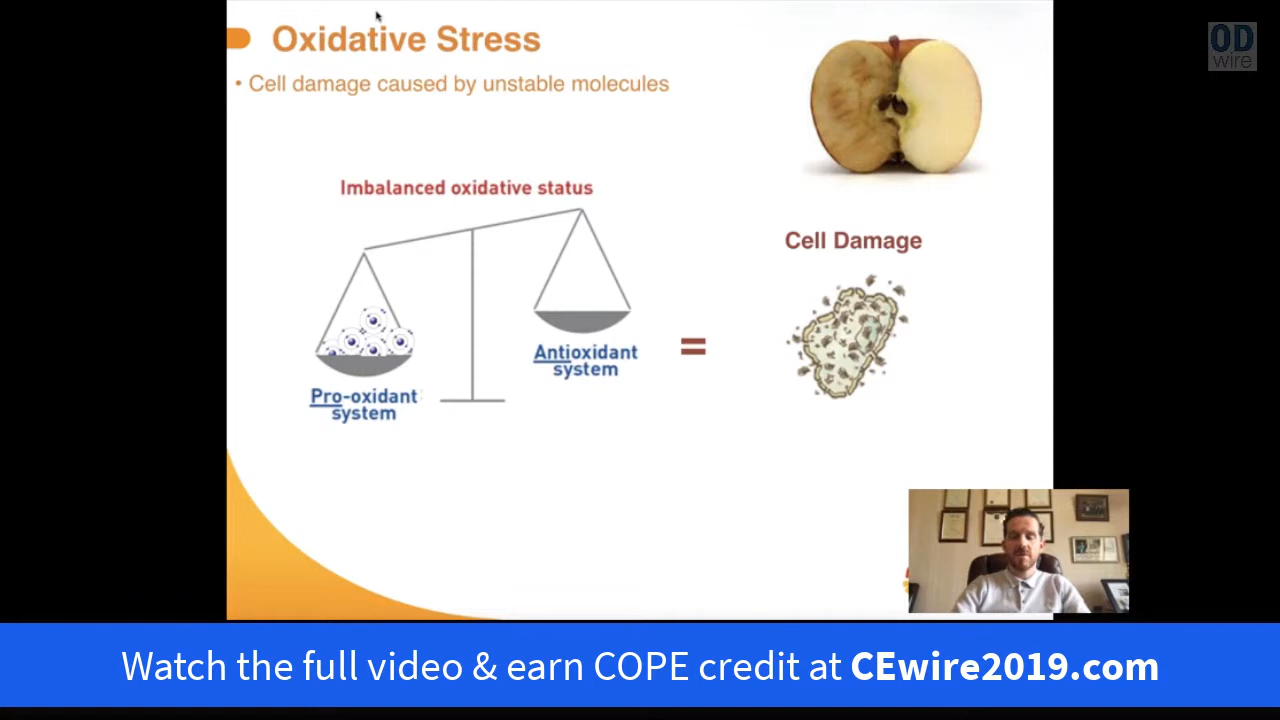 Oxidative Stress
OD
wire
• Cell damage caused by unstable molecules
Imbalanced oxidative status
Cell Damage
=
Antioxidant
system
Pro-oxidant
system
Watch the full video & earn COPE credit at CEwire2019.com